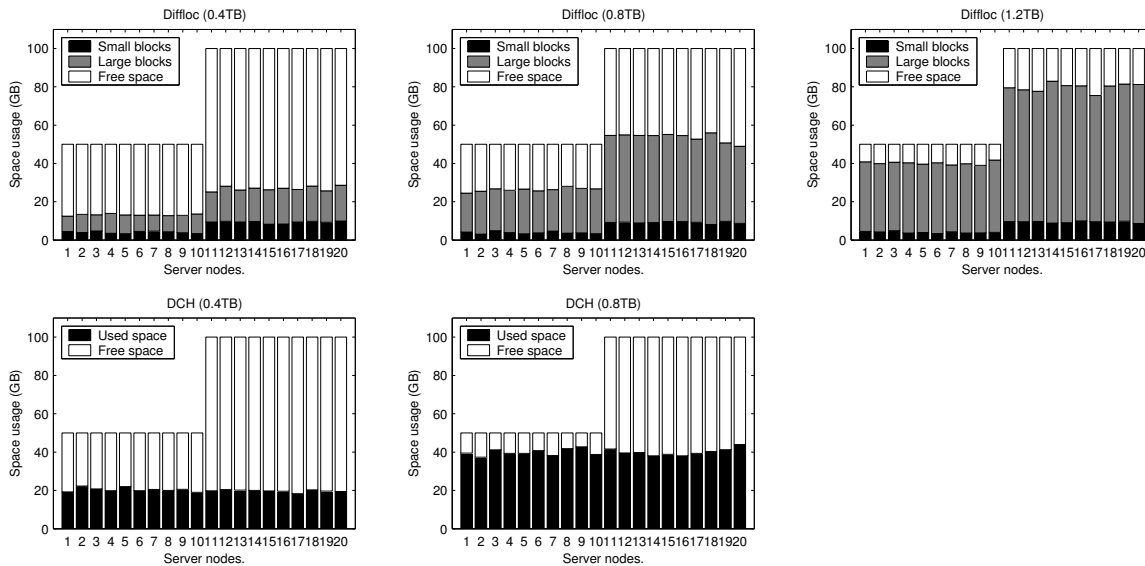 Diffloc (0.4TB)
Space usage (GB)
100
80
60
40
20
0
Small blocks
Large blocks
Free space
1 2 3 4 5 6 7 8 9 10 11 12 13 14 15 16 17 18 19 20
Server nodes.
Diffloc (0.8TB)
Space usage (GB)
100
80
60
40
20
0
Small blocks
Large blocks
Free space
1 2 3 4 5 6 7 8 9 10 11 12 13 14 15 16 17 18 19 20
Server nodes.
Diffloc (1.2TB)
Space usage (GB)
100
80
60
40
20
0
Small blocks
Large blocks
Free space
1 2 3 4 5 6 7 8 9 10 11 12 13 14 15 16 17 18 19 20
Server nodes.
DCH (0.4TB)
Space usage (GB)
100
80
60
40
20
0
Used space
Free space
1 2 3 4 5 6 7 8 9 10 11 12 13 14 15 16 17 18 19 20
Server nodes.
DCH (0.8TB)
Space usage (GB)
100
80
60
40
20
0
Used space
Free space
1 2 3 4 5 6 7 8 9 10 11 12 13 14 15 16 17 18 19 20
Server nodes.